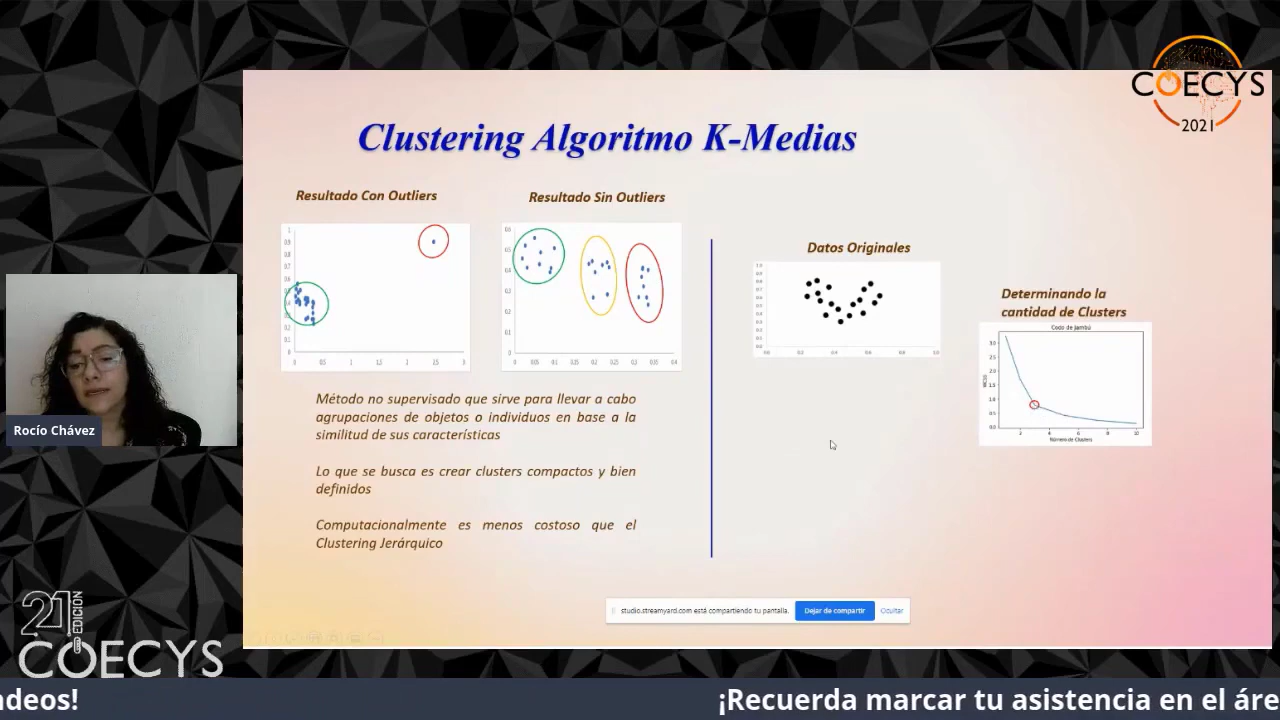 COECYS
2021
Clustering Algoritmo K-Medias
Resultado Con Outliers
Resultado Sin Outliers
Datos Originales
Determinando la
cantidad de Clusters
Codo de Jambú
Número de Clusters
Método no supervisado que sirve para llevar a cabo
agrupaciones de objetos o individuos en base a la
similitud de sus características
Lo que se busca es crear clusters compactos y bien
definidos
Computacionalmente es menos costoso que el
Clustering Jerárquico
Rocío Chávez
studio.streamyard.com está compartiendo tu pantalla.
Dejar de compartir
Ocultar
21 EDICION
COECYS
adeos!
¡Recuerda marcar tu asistencia en el áre